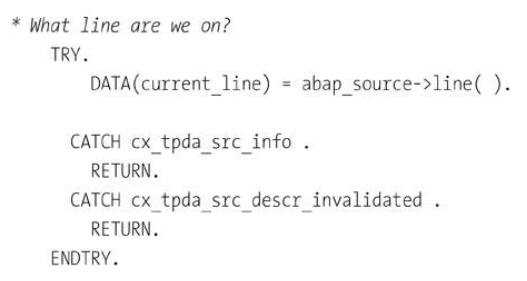 * What line are we on?
TRY.
DATA(current_line) = abap_source->line( ).
CATCH cx_tpda_src_info .
RETURN.
CATCH cx_tpda_src_descr_invalidated .
RETURN.
ENDTRY.